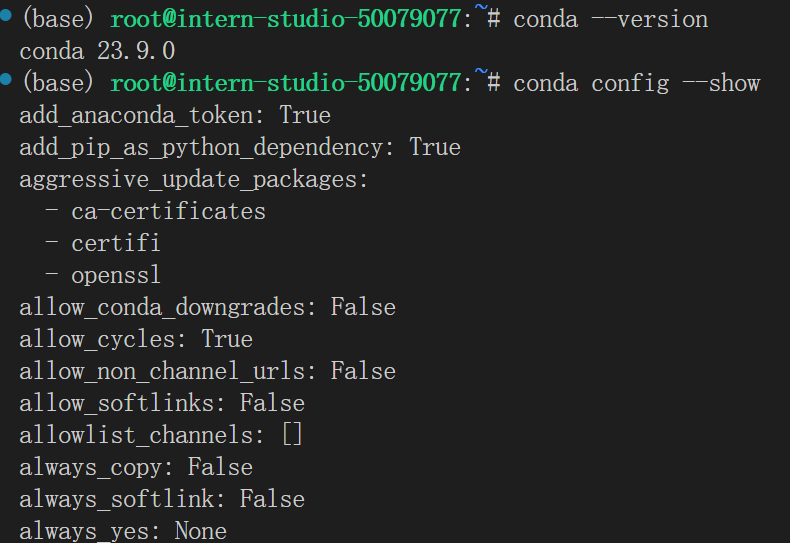 (base) root@intern-studio-50079077:~# conda --version
conda 23.9.0
(base) root@intern-studio-50079077:~# conda config --show
add_anaconda_token: True
add_pip_as_python_dependency: True
aggressive_update_packages:
  - ca-certificates
  - certifi
  - openssl
allow_conda_downgrades: False
allow_cycles: True
allow_non_channel_urls: False
allow_softlinks: False
allowlist_channels: []
always_copy: False
always_softlink: False
always_yes: None